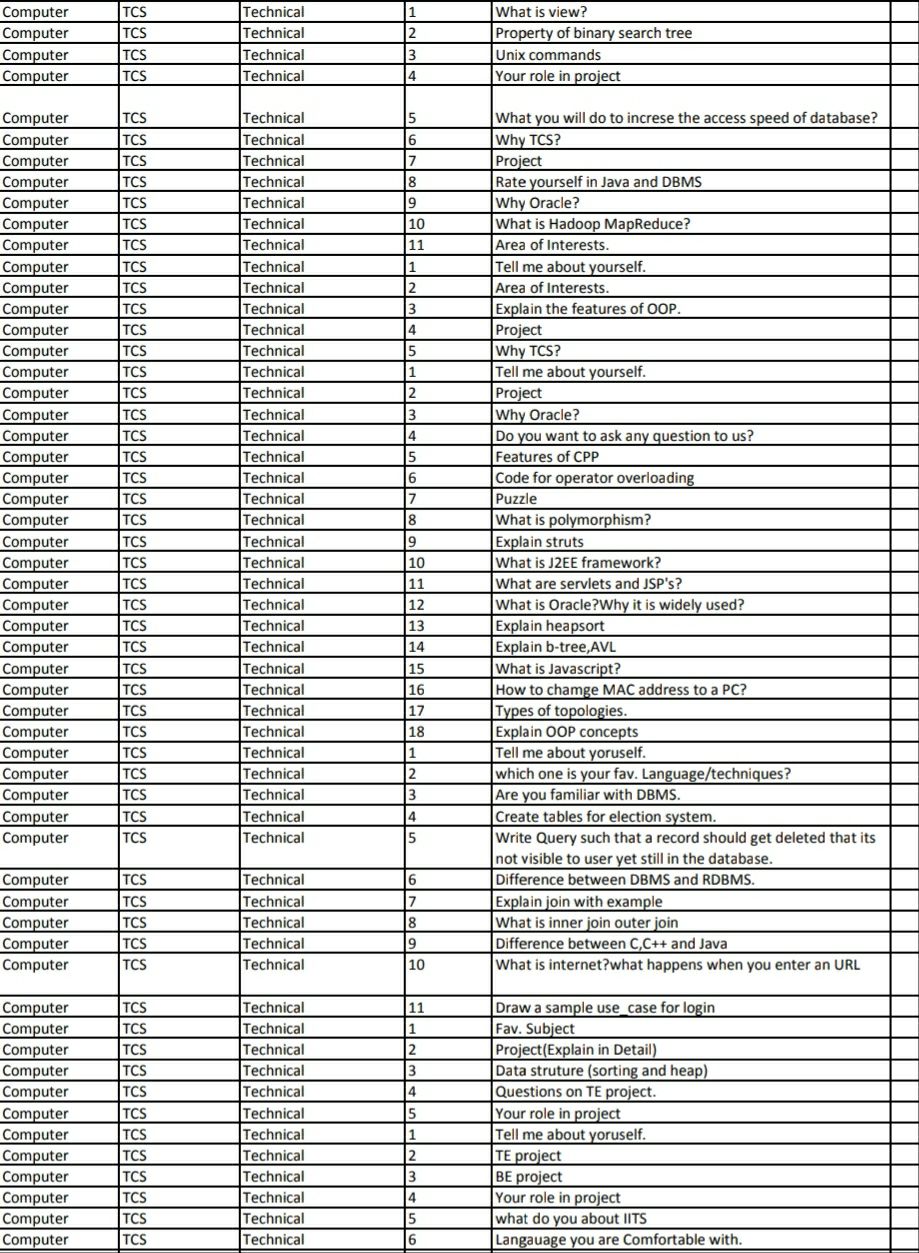 Computer TCS Technical 1 What is view?
Computer TCS Technical 2 Property of binary search tree
Computer TCS Technical 3 Unix commands
Computer TCS Technical 4 Your role in project
Computer TCS Technical 5 What you will do to increse the access speed of database?
Computer TCS Technical 6 Why TCS?
Computer TCS Technical 7 Project
Computer TCS Technical 8 Rate yourself in Java and DBMS
Computer TCS Technical 9 Why Oracle?
Computer TCS Technical 10 What is Hadoop MapReduce?
Computer TCS Technical 11 Area of Interests.
Computer TCS Technical 1 Tell me about yourself.
Computer TCS Technical 2 Area of Interests.
Computer TCS Technical 3 Explain the features of OOP.
Computer TCS Technical 4 Project
Computer TCS Technical 5 Why TCS?
Computer TCS Technical 1 Tell me about yourself.
Computer TCS Technical 2 Project
Computer TCS Technical 3 Why Oracle?
Computer TCS Technical 4 Do you want to ask any question to us?
Computer TCS Technical 5 Features of CPP
Computer TCS Technical 6 Code for operator overloading
Computer TCS Technical 7 Puzzle
Computer TCS Technical 8 What is polymorphism?
Computer TCS Technical 9 Explain struts
Computer TCS Technical 10 What is J2EE framework?
Computer TCS Technical 11 What are servlets and JSP's?
Computer TCS Technical 12 What is Oracle?Why it is widely used?
Computer TCS Technical 13 Explain heapsort
Computer TCS Technical 14 Explain b-tree,AVL
Computer TCS Technical 15 What is Javascript?
Computer TCS Technical 16 How to chamge MAC address to a PC?
Computer TCS Technical 17 Types of topologies.
Computer TCS Technical 18 Explain OOP concepts
Computer TCS Technical 1 Tell me about yoruself.
Computer TCS Technical 2 which one is your fav. Language/techniques?
Computer TCS Technical 3 Are you familiar with DBMS.
Computer TCS Technical 4 Create tables for election system.
Computer TCS Technical 5 Write Query such that a record should get deleted that its
not visible to user yet still in the database.
Computer TCS Technical 6 Difference between DBMS and RDBMS.
Computer TCS Technical 7 Explain join with example
Computer TCS Technical 8 What is inner join outer join
Computer TCS Technical 9 Difference between C,C++ and Java
Computer TCS Technical 10 What is internet?what happens when you enter an URL
Computer TCS Technical 11 Draw a sample use_case for login
Computer TCS Technical 1 Fav. Subject
Computer TCS Technical 2 Project(Explain in Detail)
Computer TCS Technical 3 Data struture (sorting and heap)
Computer TCS Technical 4 Questions on TE project.
Computer TCS Technical 5 Your role in project
Computer TCS Technical 1 Tell me about yoruself.
Computer TCS Technical 2 TE project
Computer TCS Technical 3 BE project
Computer TCS Technical 4 Your role in project
Computer TCS Technical 5 what do you about IITS
Computer TCS Technical 6 Langauage you are Comfortable with.